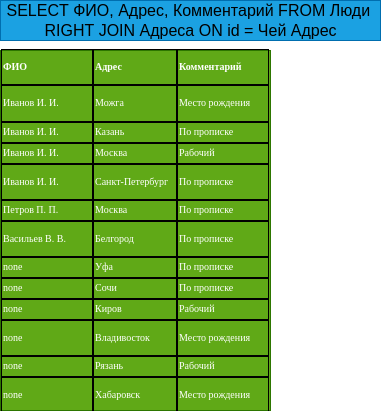 SELECT ФИО, Адрес, Комментарий FROM Люди
RIGHT JOIN Адреса ON id = Чей Адрес
ФИО Адрес Комментарий
Иванов И. И. Можга Место рождения
Иванов И. И. Казань По прописке
Иванов И. И. Москва Рабочий
Иванов И. И. Санкт-Петербург По прописке
Петров П. П. Москва По прописке
Васильев В. В. Белгород По прописке
none Уфа По прописке
none Сочи По прописке
none Киров Рабочий
none Владивосток Место рождения
none Рязань Рабочий
none Хабаровск Место рождения